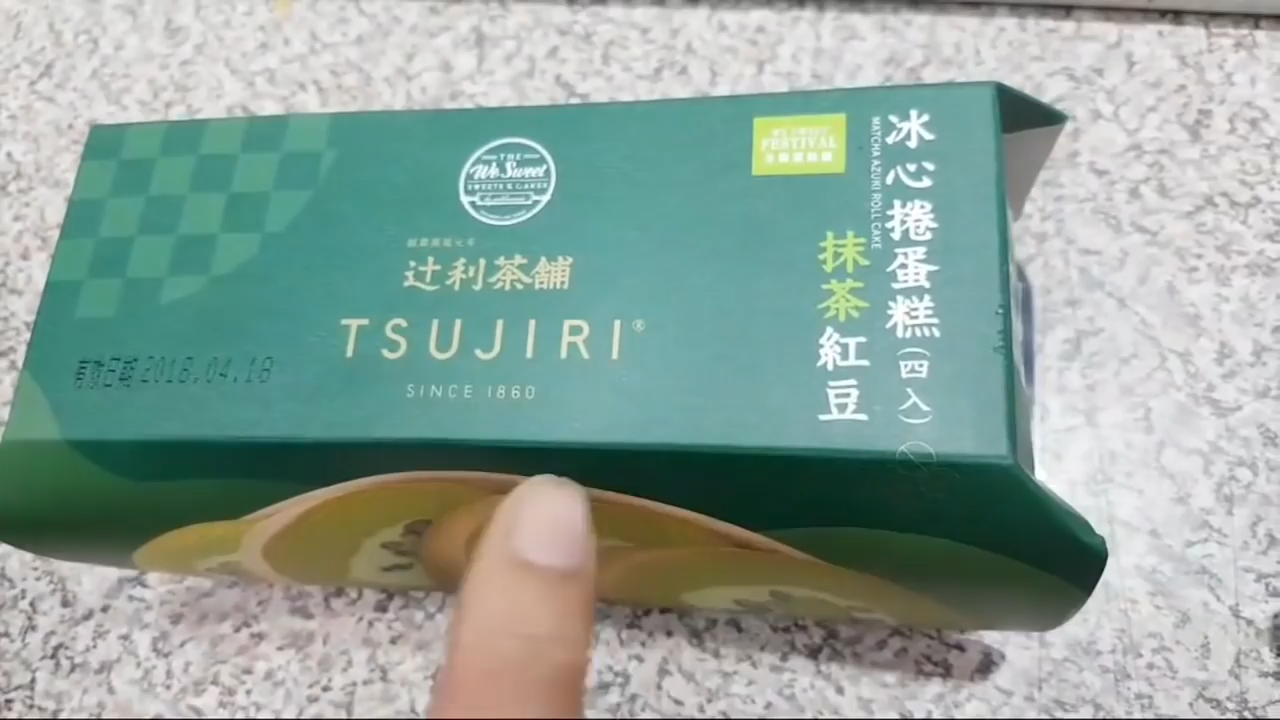 THE
We Sweet
SWEETS & CAKES
辻利茶舗
TSUJIRI®
SINCE 1860
有效日期 2018.04.18
FESTIVAL
冰心捲蛋糕(四入)
MATCHA AZUKI ROLL CAKE
抹茶紅豆